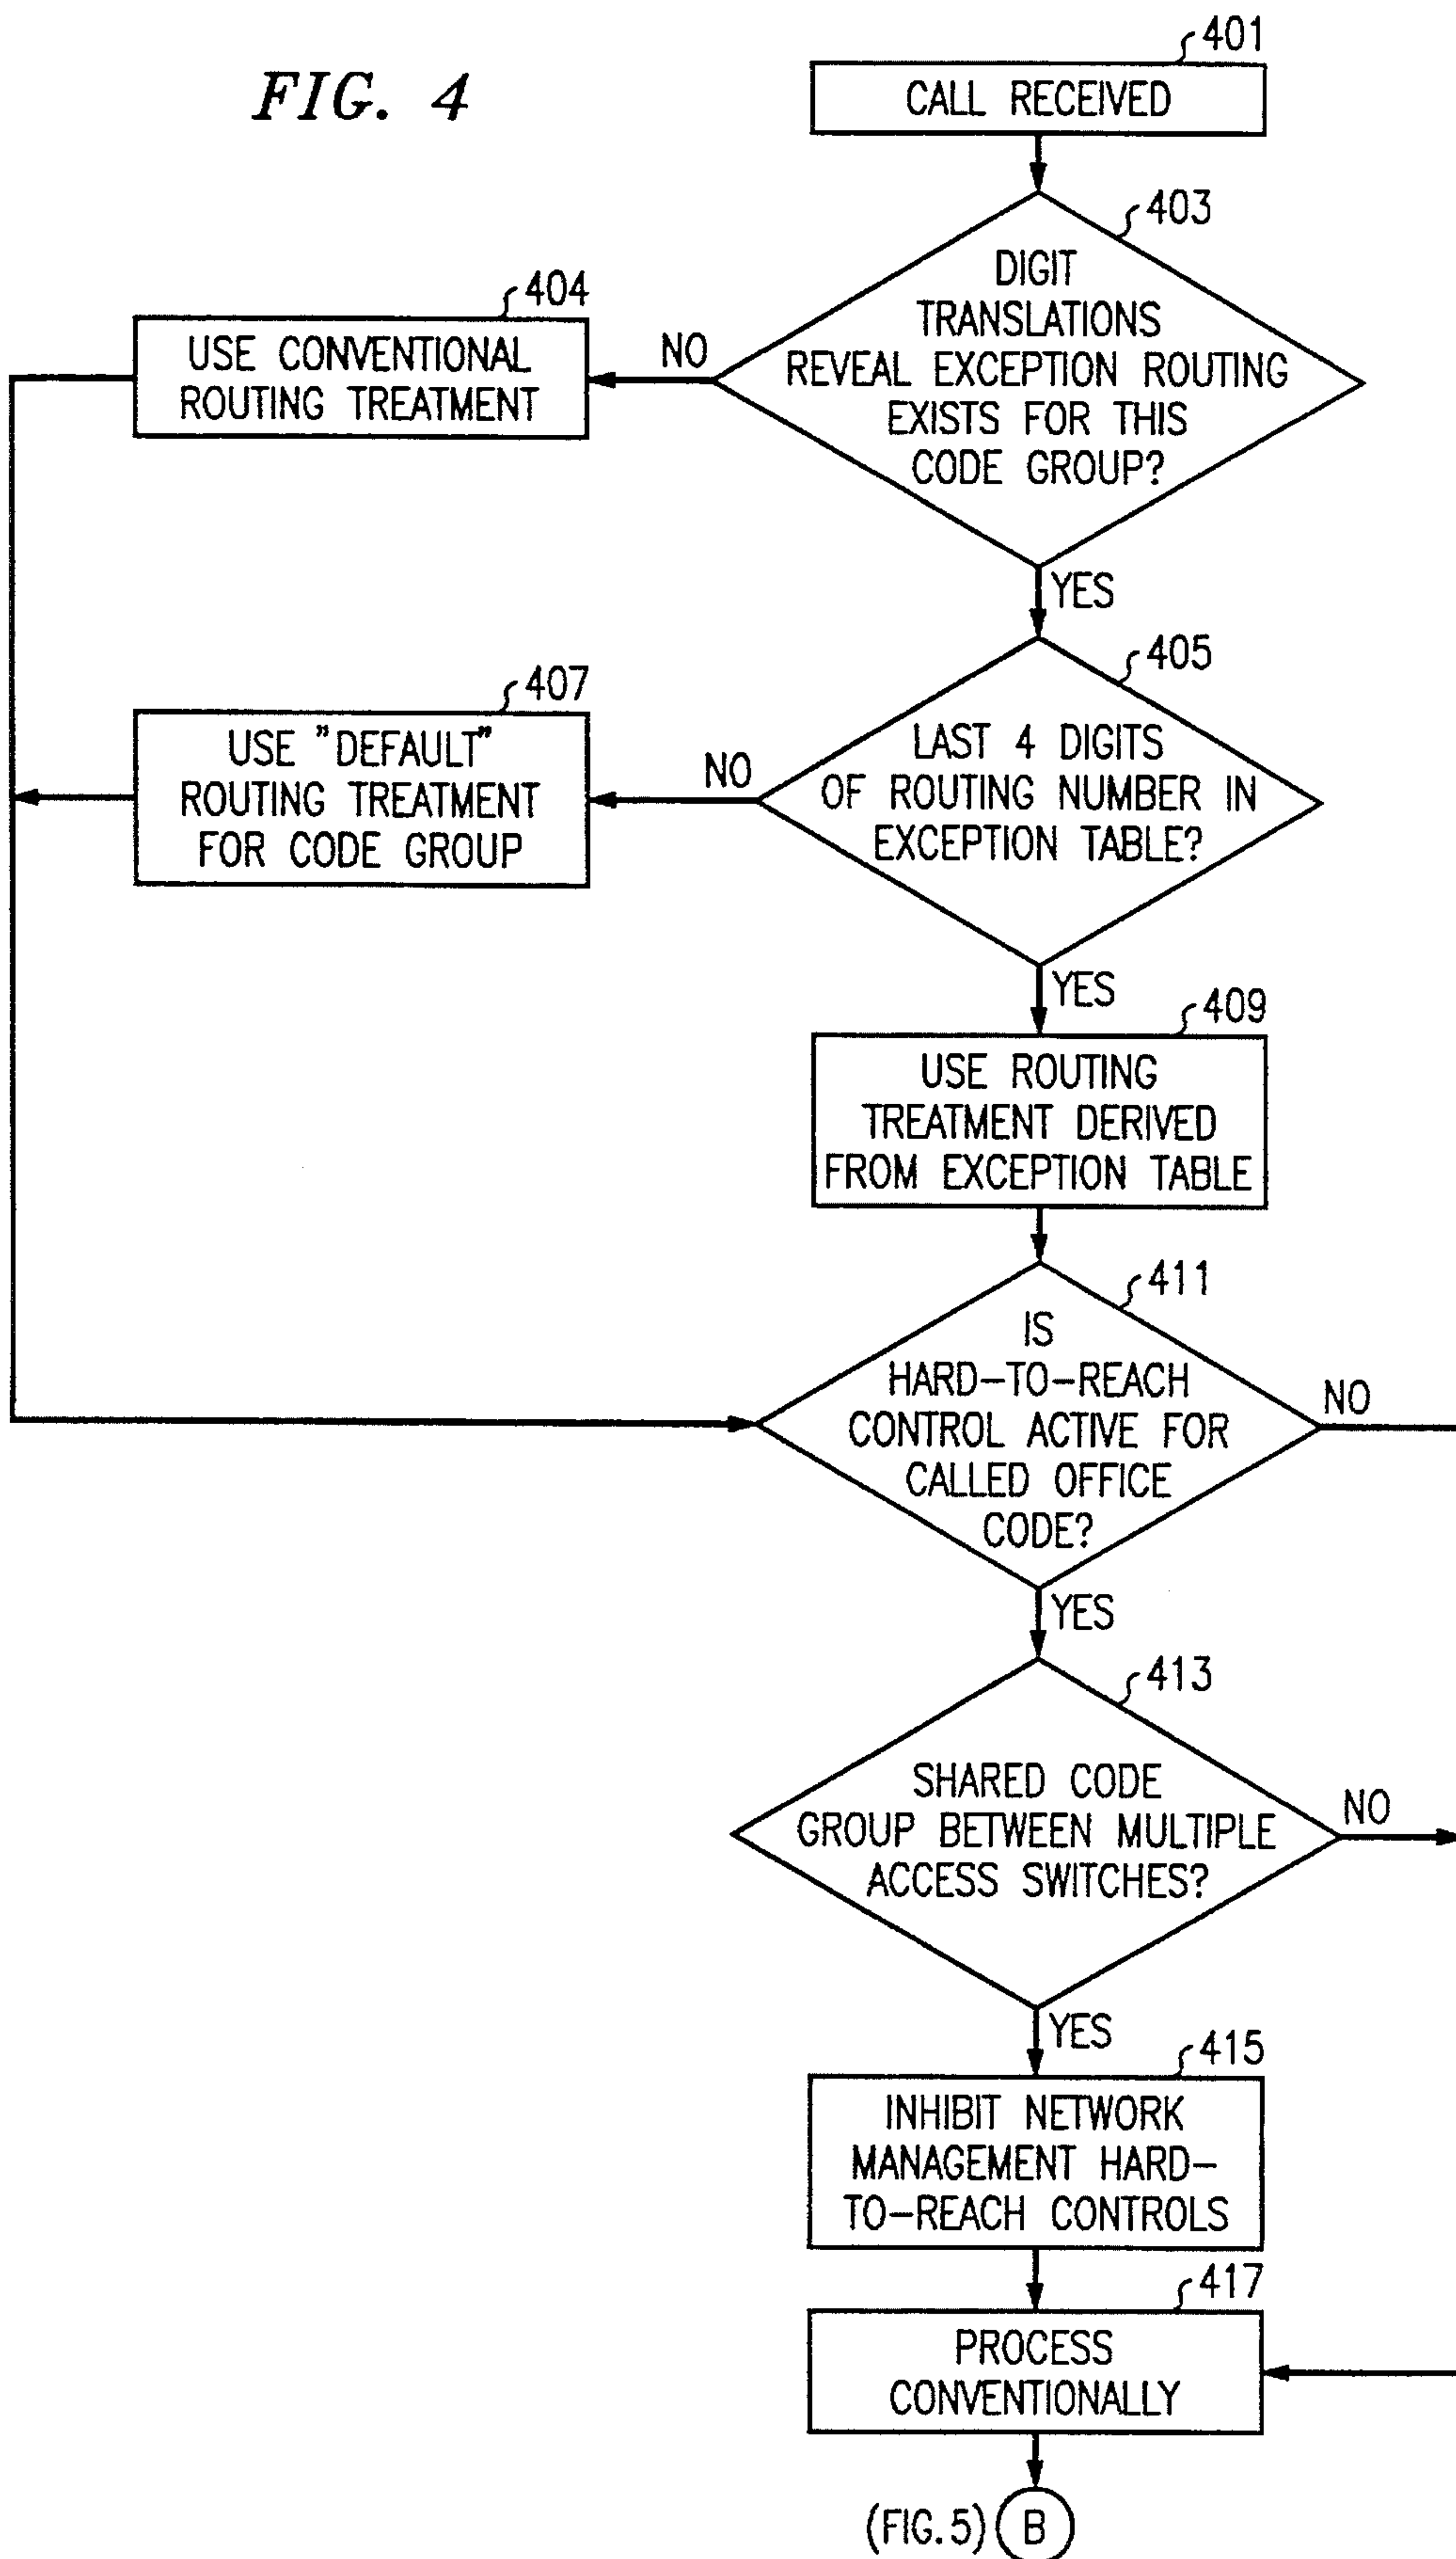 FIG. 4
401
CALL RECEIVED
403
DIGIT
TRANSLATIONS
REVEAL EXCEPTION ROUTING
EXISTS FOR THIS
CODE GROUP?
NO
404
USE CONVENTIONAL
ROUTING TREATMENT
YES
405
LAST 4 DIGITS
OF ROUTING NUMBER IN
EXCEPTION TABLE?
NO
407
USE "DEFAULT"
ROUTING TREATMENT
FOR CODE GROUP
YES
409
USE ROUTING
TREATMENT DERIVED
FROM EXCEPTION TABLE
411
IS
HARD-TO-REACH
CONTROL ACTIVE FOR
CALLED OFFICE
CODE?
NO
YES
413
SHARED CODE
GROUP BETWEEN MULTIPLE
ACCESS SWITCHES?
NO
YES
415
INHIBIT NETWORK
MANAGEMENT HARD-
TO-REACH CONTROLS
417
PROCESS
CONVENTIONALLY
(FIG. 5) B